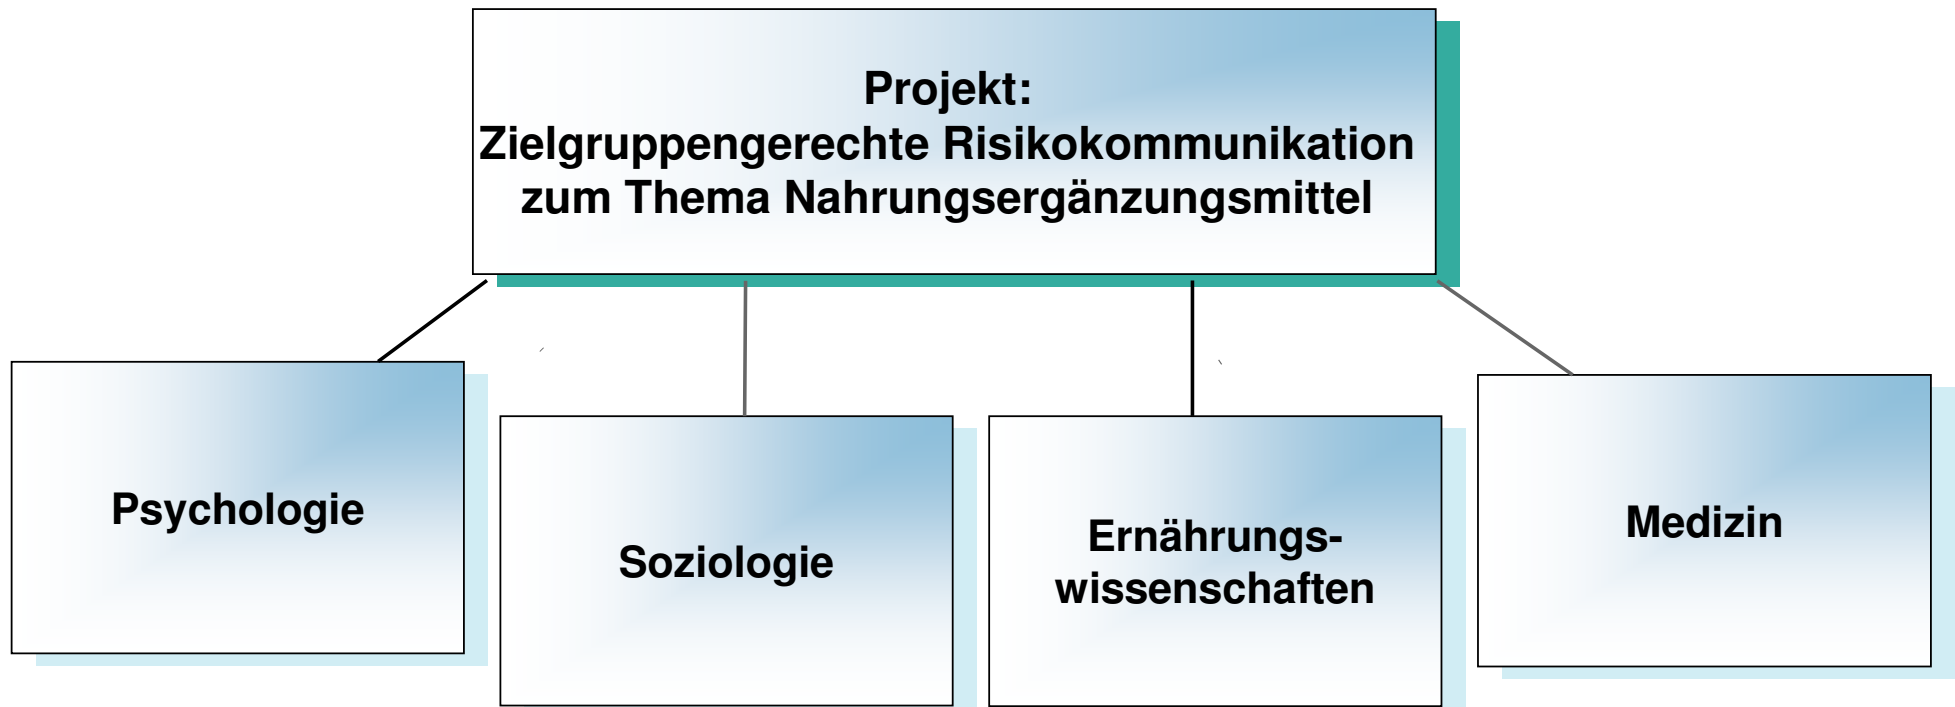 Projekt:
Zielgruppengerechte Risikokommunikation
zum Thema Nahrungsergänzungsmittel
Psychologie
Soziologie
Ernährungs-
wissenschaften
Medizin